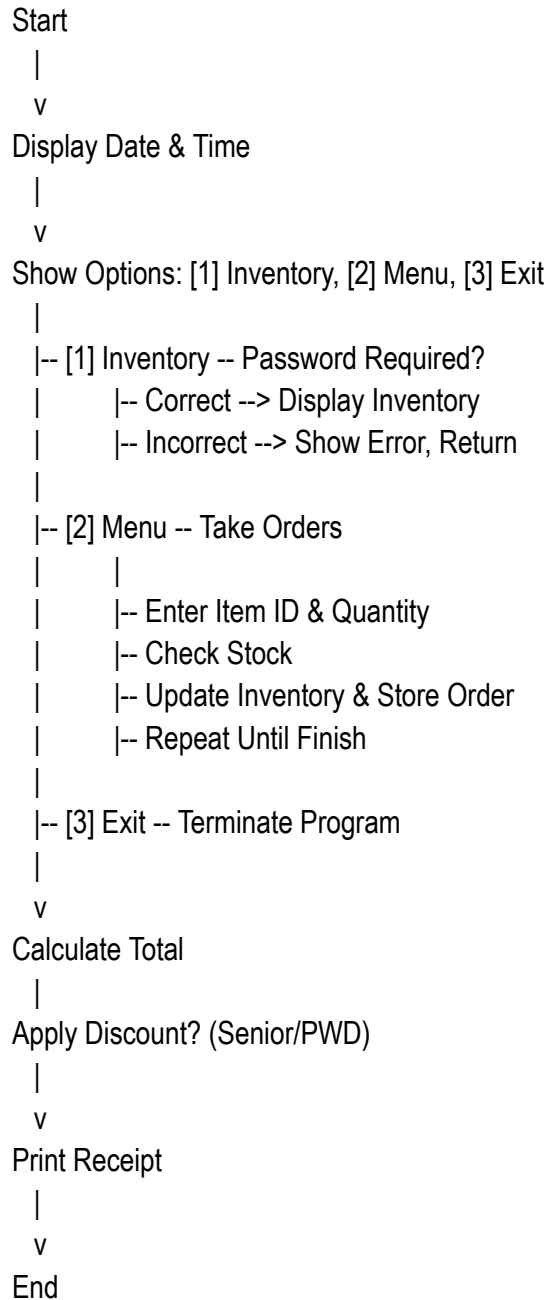 Start
|
v
Display Date & Time
|
v
Show Options: [1] Inventory, [2] Menu, [3] Exit
|
|-- [1] Inventory -- Password Required?
|       |-- Correct --> Display Inventory
|       |-- Incorrect --> Show Error, Return
|
|-- [2] Menu -- Take Orders
|       |
|       |-- Enter Item ID & Quantity
|       |-- Check Stock
|       |-- Update Inventory & Store Order
|       |-- Repeat Until Finish
|
|-- [3] Exit -- Terminate Program
|
v
Calculate Total
|
Apply Discount? (Senior/PWD)
|
v
Print Receipt
|
v
End